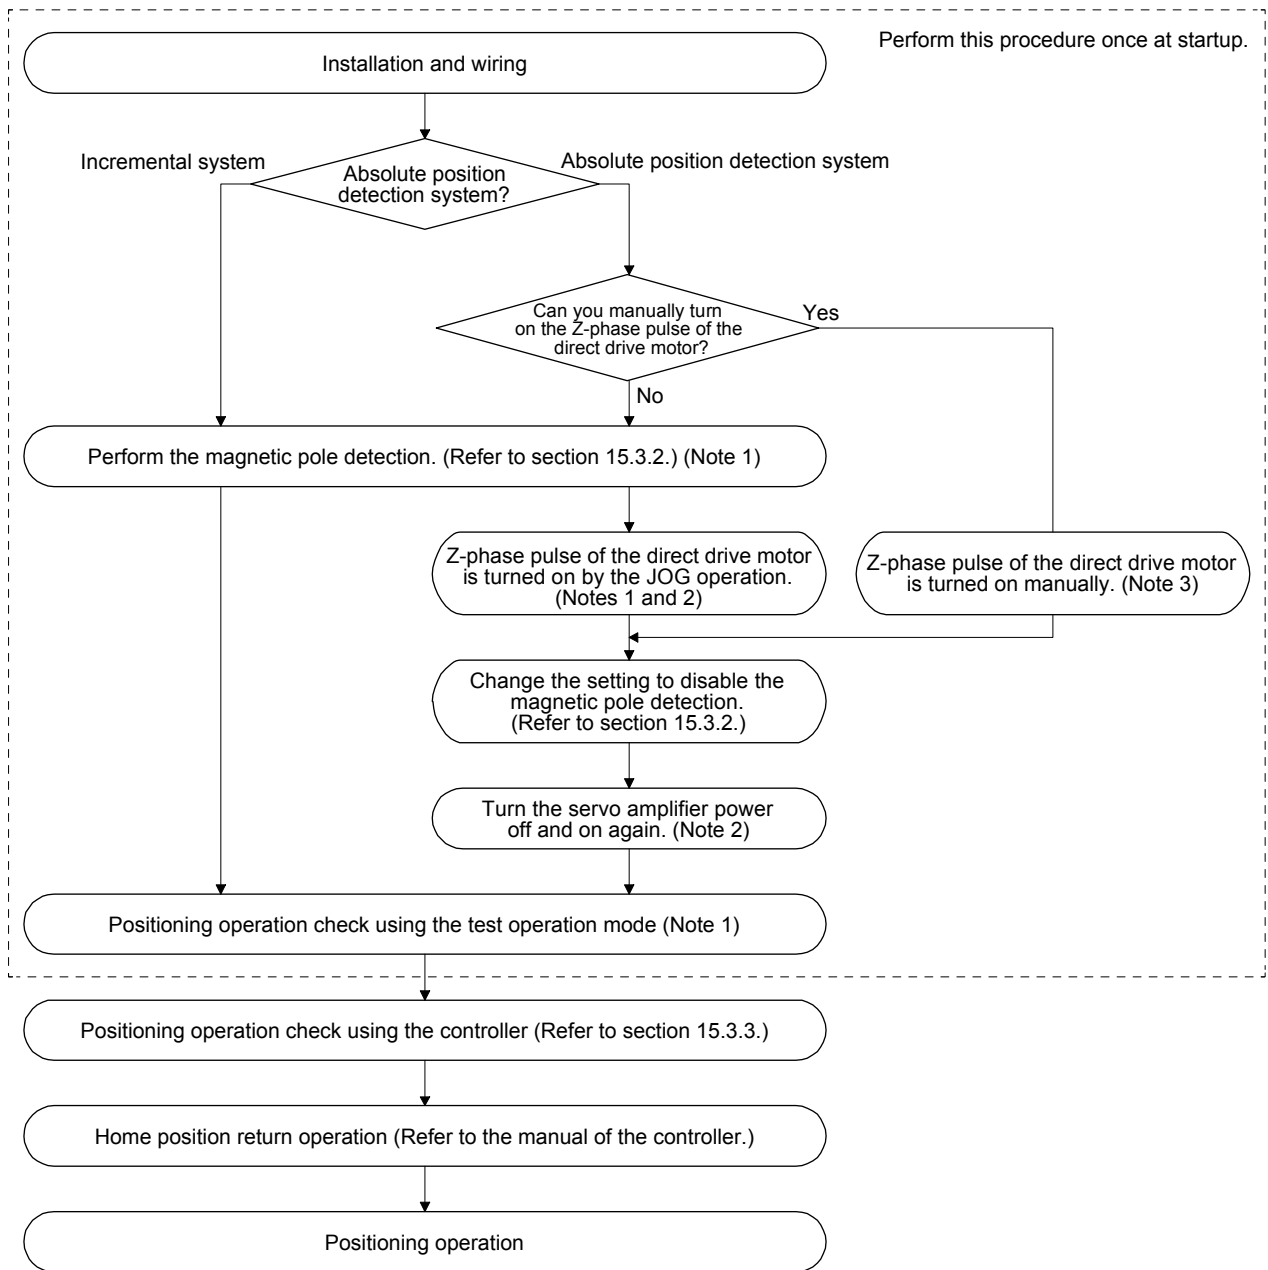 Perform this procedure once at startup.
Installation and wiring
Incremental system
Absolute position detection system
Absolute position
detection system?
Can you manually turn
on the Z-phase pulse of the
direct drive motor?
Yes
No
Perform the magnetic pole detection. (Refer to section 15.3.2.) (Note 1)
Z-phase pulse of the direct drive motor
is turned on by the JOG operation.
(Notes 1 and 2)
Z-phase pulse of the direct drive motor
is turned on manually. (Note 3)
Change the setting to disable the
magnetic pole detection.
(Refer to section 15.3.2.)
Turn the servo amplifier power
off and on again. (Note 2)
Positioning operation check using the test operation mode (Note 1)
Positioning operation check using the controller (Refer to section 15.3.3.)
Home position return operation (Refer to the manual of the controller.)
Positioning operation